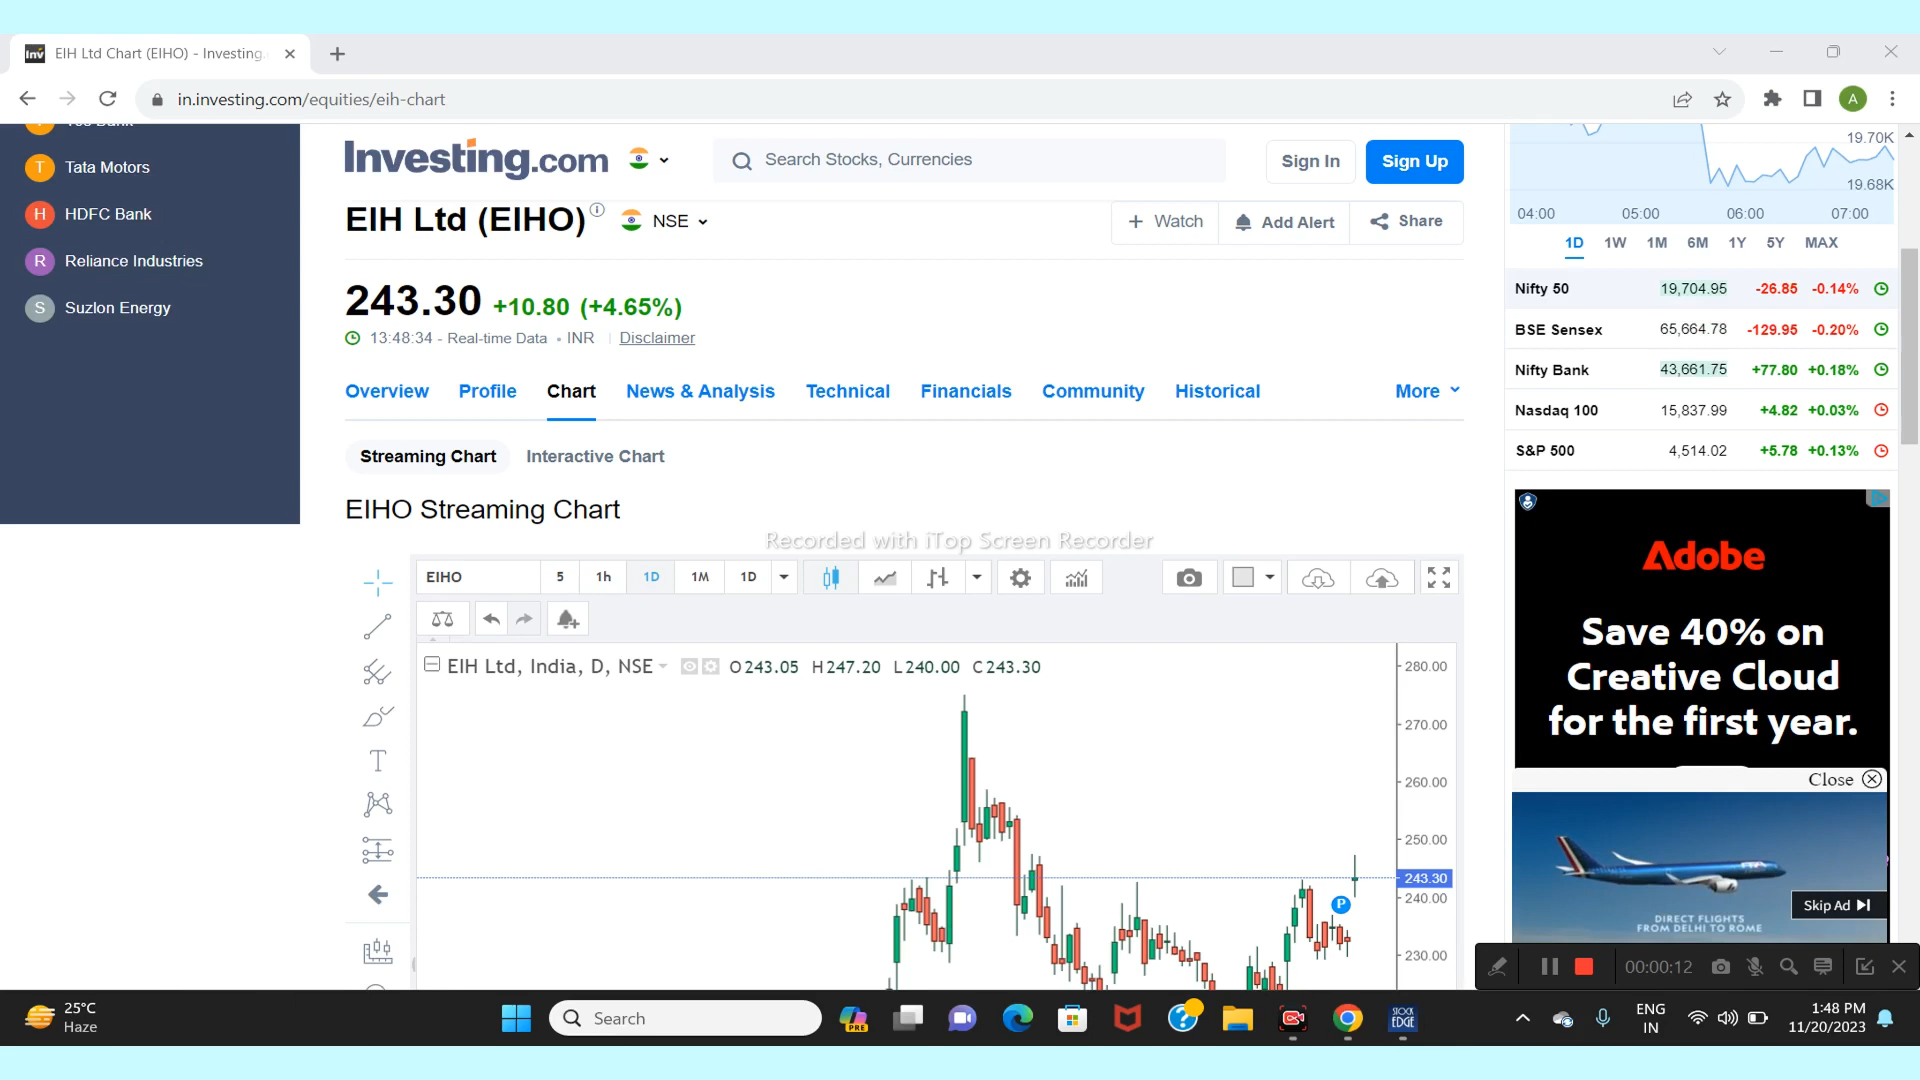 EIH Ltd Chart (EIHO) - Investing.
in.investing.com/equities/eih-chart
A
Yes Bank
T Tata Motors
H HDFC Bank
R Reliance Industries
S Suzlon Energy
Investing.com
Search Stocks, Currencies
Sign In
Sign Up
EIH Ltd (EIHO)
NSE
+ Watch
Add Alert
Share
243.30 +10.80 (+4.65%)
13:48:34 - Real-time Data • INR
Disclaimer
Overview Profile Chart News & Analysis Technical Financials Community Historical More
Streaming Chart Interactive Chart
EIHO Streaming Chart
Recorded with iTop Screen Recorder
EIHO 5 1h 1D 1M 1D
EIH Ltd, India, D, NSE O243.05 H247.20 L240.00 C243.30
280.00
270.00
260.00
250.00
243.30
240.00
230.00
P
19.70K
19.68K
04:00 05:00 06:00 07:00
1D 1W 1M 6M 1Y 5Y MAX
Nifty 50 19,704.95 -26.85 -0.14%
BSE Sensex 65,664.78 -129.95 -0.20%
Nifty Bank 43,661.75 +77.80 +0.18%
Nasdaq 100 15,837.99 +4.82 +0.03%
S&P 500 4,514.02 +5.78 +0.13%
Adobe
Save 40% on
Creative Cloud
for the first year.
Close
Skip Ad
DIRECT FLIGHTS
FROM DELHI TO ROME
00:00:12
25°C
Haze
Search
PRE
STOCK
EDGE
ENG
IN
1:48 PM
11/20/2023